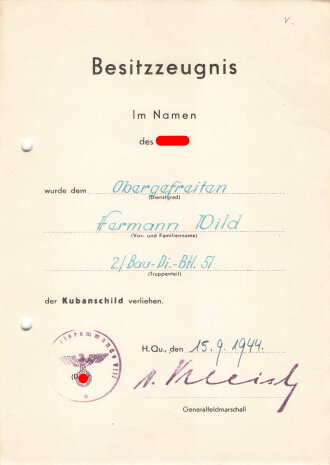 Besitzzeugnis
Im Namen
des
wurde dem Obergefreiten
(Dienstgrad)
Hermann Wild
(Vor- und Familienname)
2./Bau-Pi.-Btl. 51
(Truppenteil)
der Kubanschild verliehen.
H.Qu., den 15.9.1944.
Generalfeldmarschall